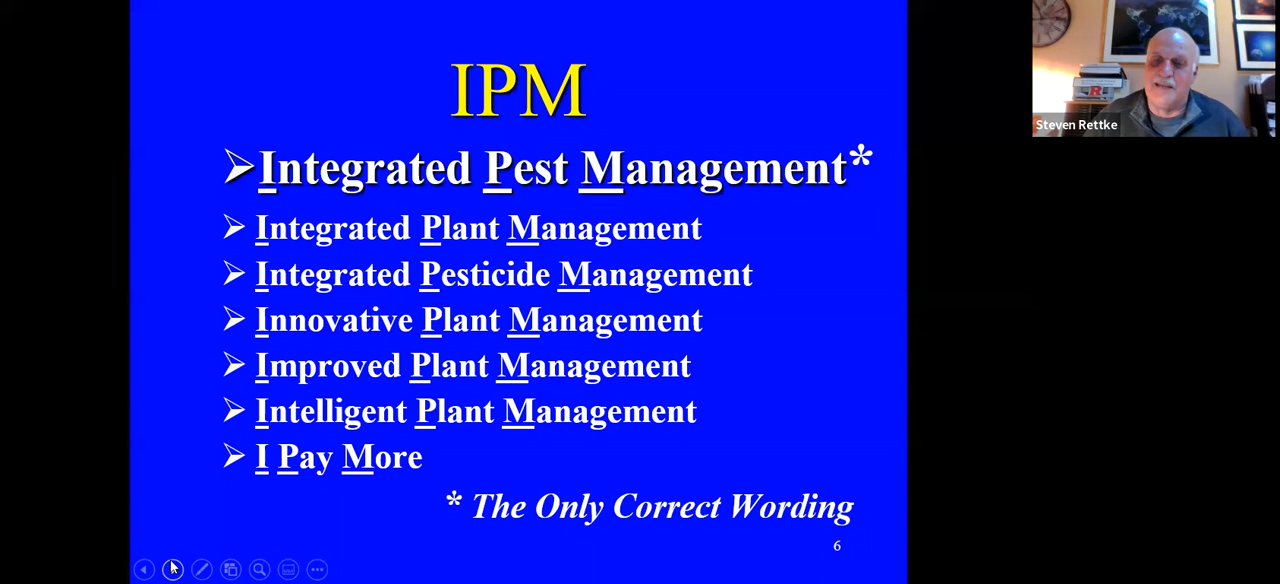 IPM
➢Integrated Pest Management*
➢ Integrated Plant Management
➢ Integrated Pesticide Management
➢ Innovative Plant Management
➢ Improved Plant Management
➢ Intelligent Plant Management
➢ I Pay More
* The Only Correct Wording
6
R
Steven Rettke